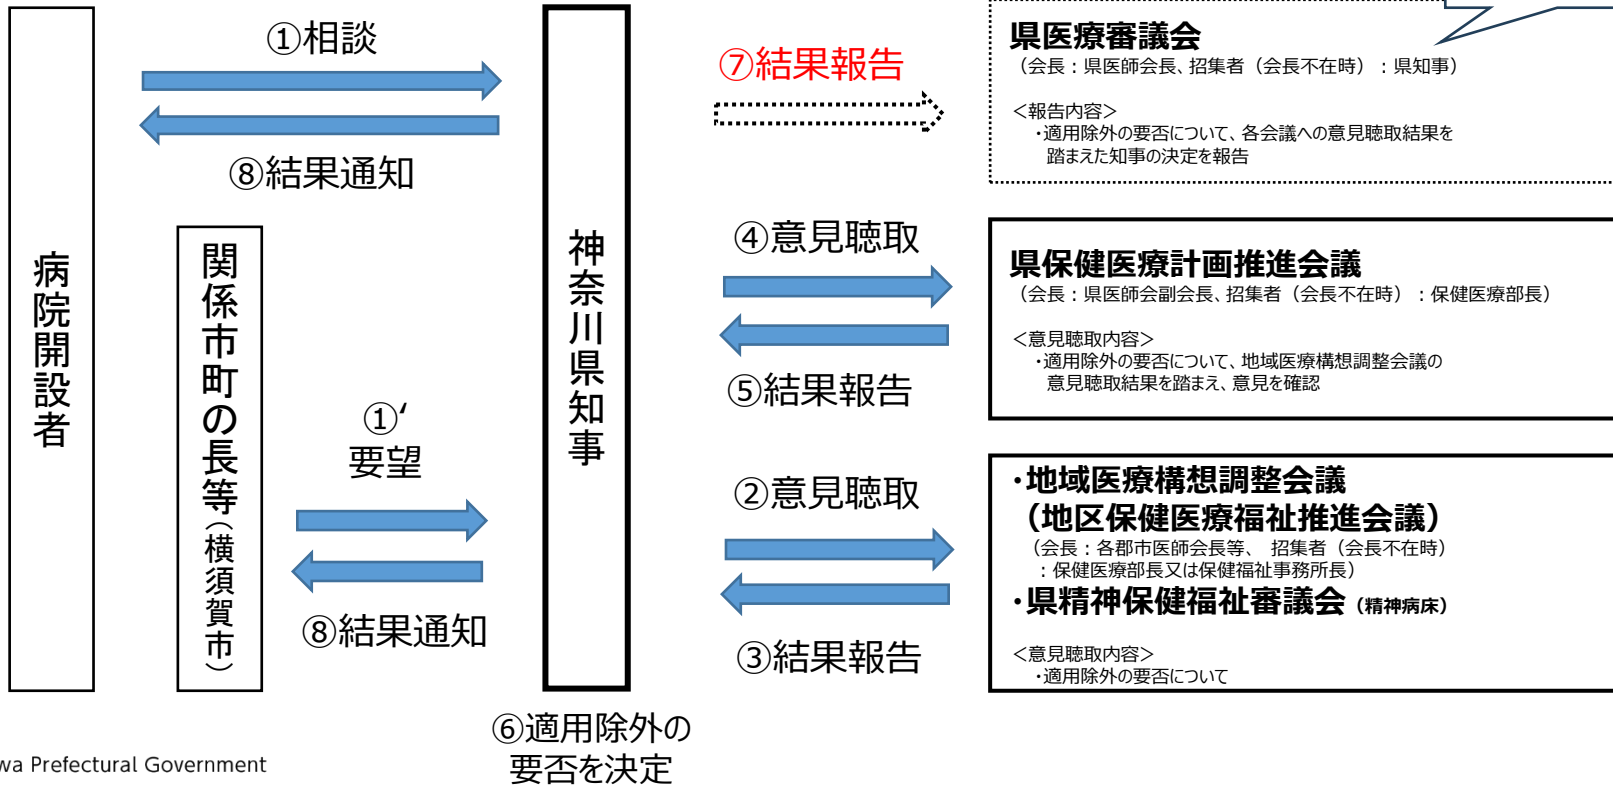 病院開設者
①相談
⑧結果通知
関係市町の長等(横須賀市)
①‘
要望
⑧結果通知
神奈川県知事
⑥適用除外の
要否を決定
⑦結果報告
④意見聴取
⑤結果報告
②意見聴取
③結果報告
県医療審議会
（会長：県医師会長、招集者（会長不在時）：県知事）
＜報告内容＞
・適用除外の要否について、各会議への意見聴取結果を
踏まえた知事の決定を報告
県保健医療計画推進会議
（会長：県医師会副会長、招集者（会長不在時）：保健医療部長）
＜意見聴取内容＞
・適用除外の要否について、地域医療構想調整会議の
意見聴取結果を踏まえ、意見を確認
・地域医療構想調整会議
（地区保健医療福祉推進会議）
（会長：各郡市医師会長等、 招集者（会長不在時）
：保健医療部長又は保健福祉事務所長）
・県精神保健福祉審議会（精神病床）
＜意見聴取内容＞
・適用除外の要否について
wa Prefectural Government